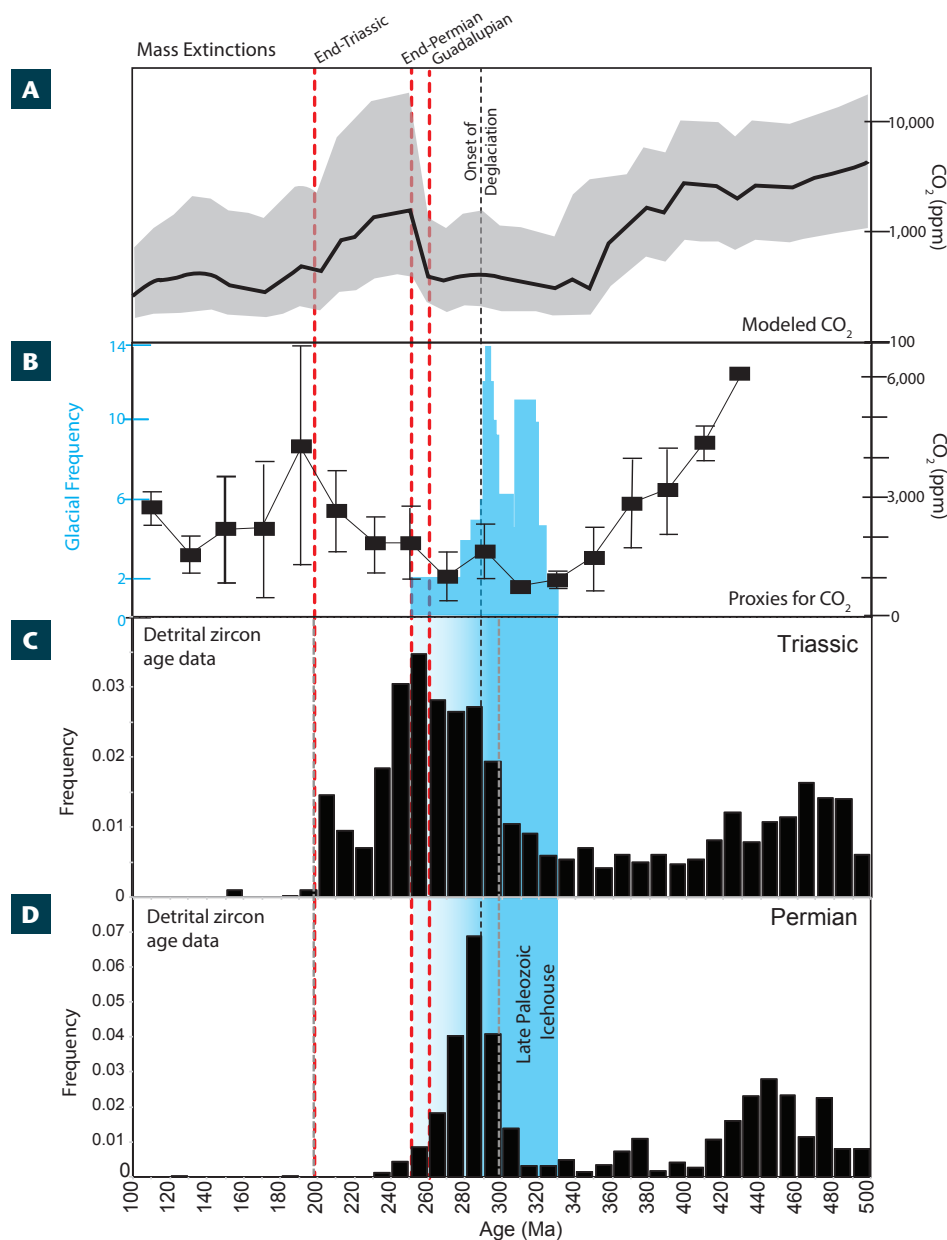 Mass Extinctions
End-Triassic
End-Permian
Guadalupian
A
Onset of
Deglaciation
10,000
1,000
100
CO2 (ppm)
Modeled CO2
B
14
10
6
2
0
Glacial Frequency
6,000
3,000
0
CO2 (ppm)
Proxies for CO2
C
Detrital zircon
age data
Triassic
0.03
0.02
0.01
0
Frequency
D
Detrital zircon
age data
Permian
0.07
0.06
0.05
0.04
0.03
0.02
0.01
0
Frequency
Late Paleozoic
Icehouse
100 120 140 160 180 200 220 240 260 280 300 320 340 360 380 400 420 440 460 480 500
Age (Ma)